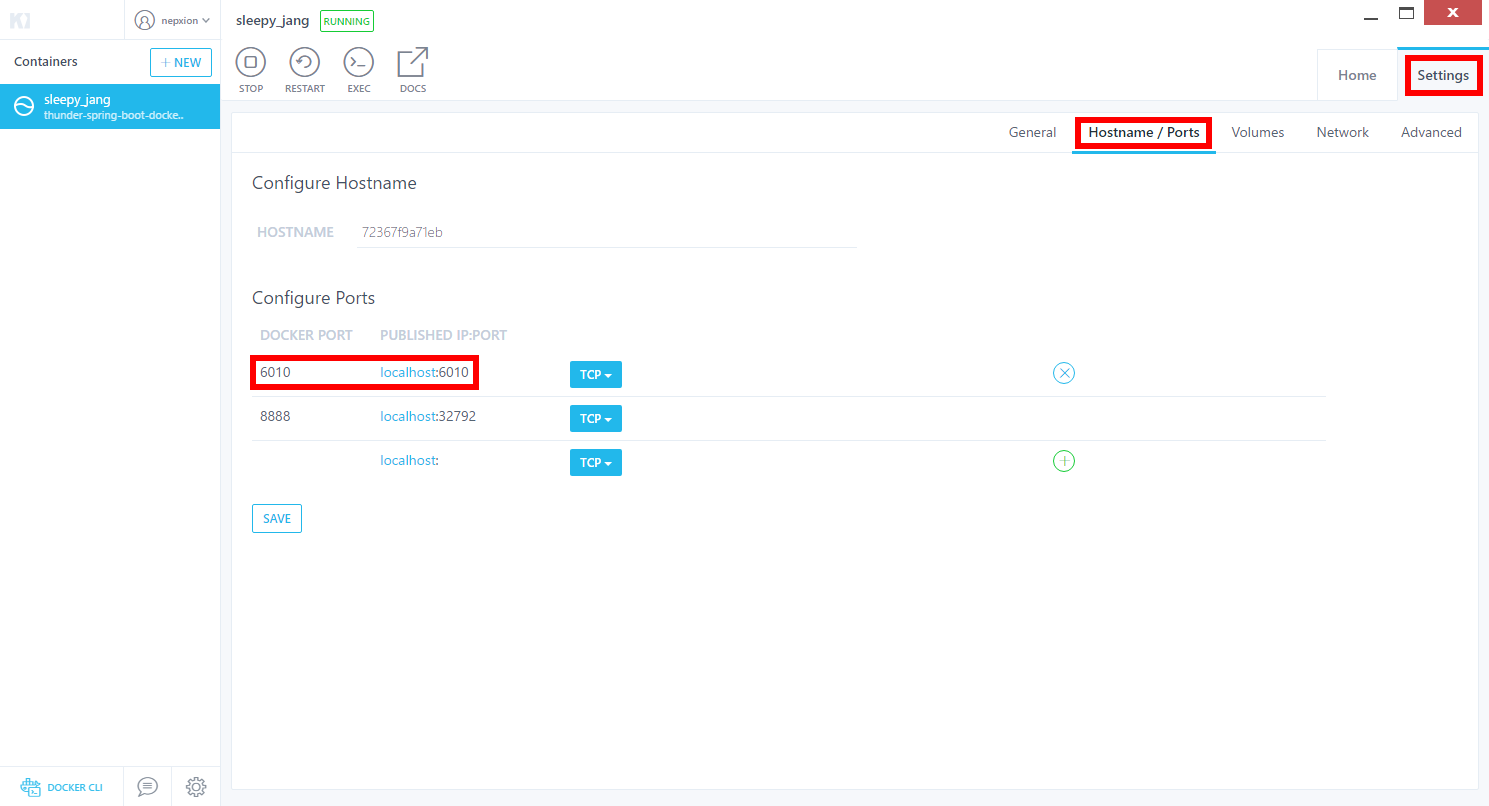 nepxion
Containers
+ NEW
sleepy_jang
thunder-spring-boot-docke..
DOCKER CLI
sleepy_jang RUNNING
STOP RESTART EXEC DOCS
Home Settings
General Hostname / Ports Volumes Network Advanced
Configure Hostname
HOSTNAME 72367f9a71eb
Configure Ports
DOCKER PORT PUBLISHED IP:PORT
6010 localhost:6010 TCP
8888 localhost:32792 TCP
localhost: TCP
SAVE